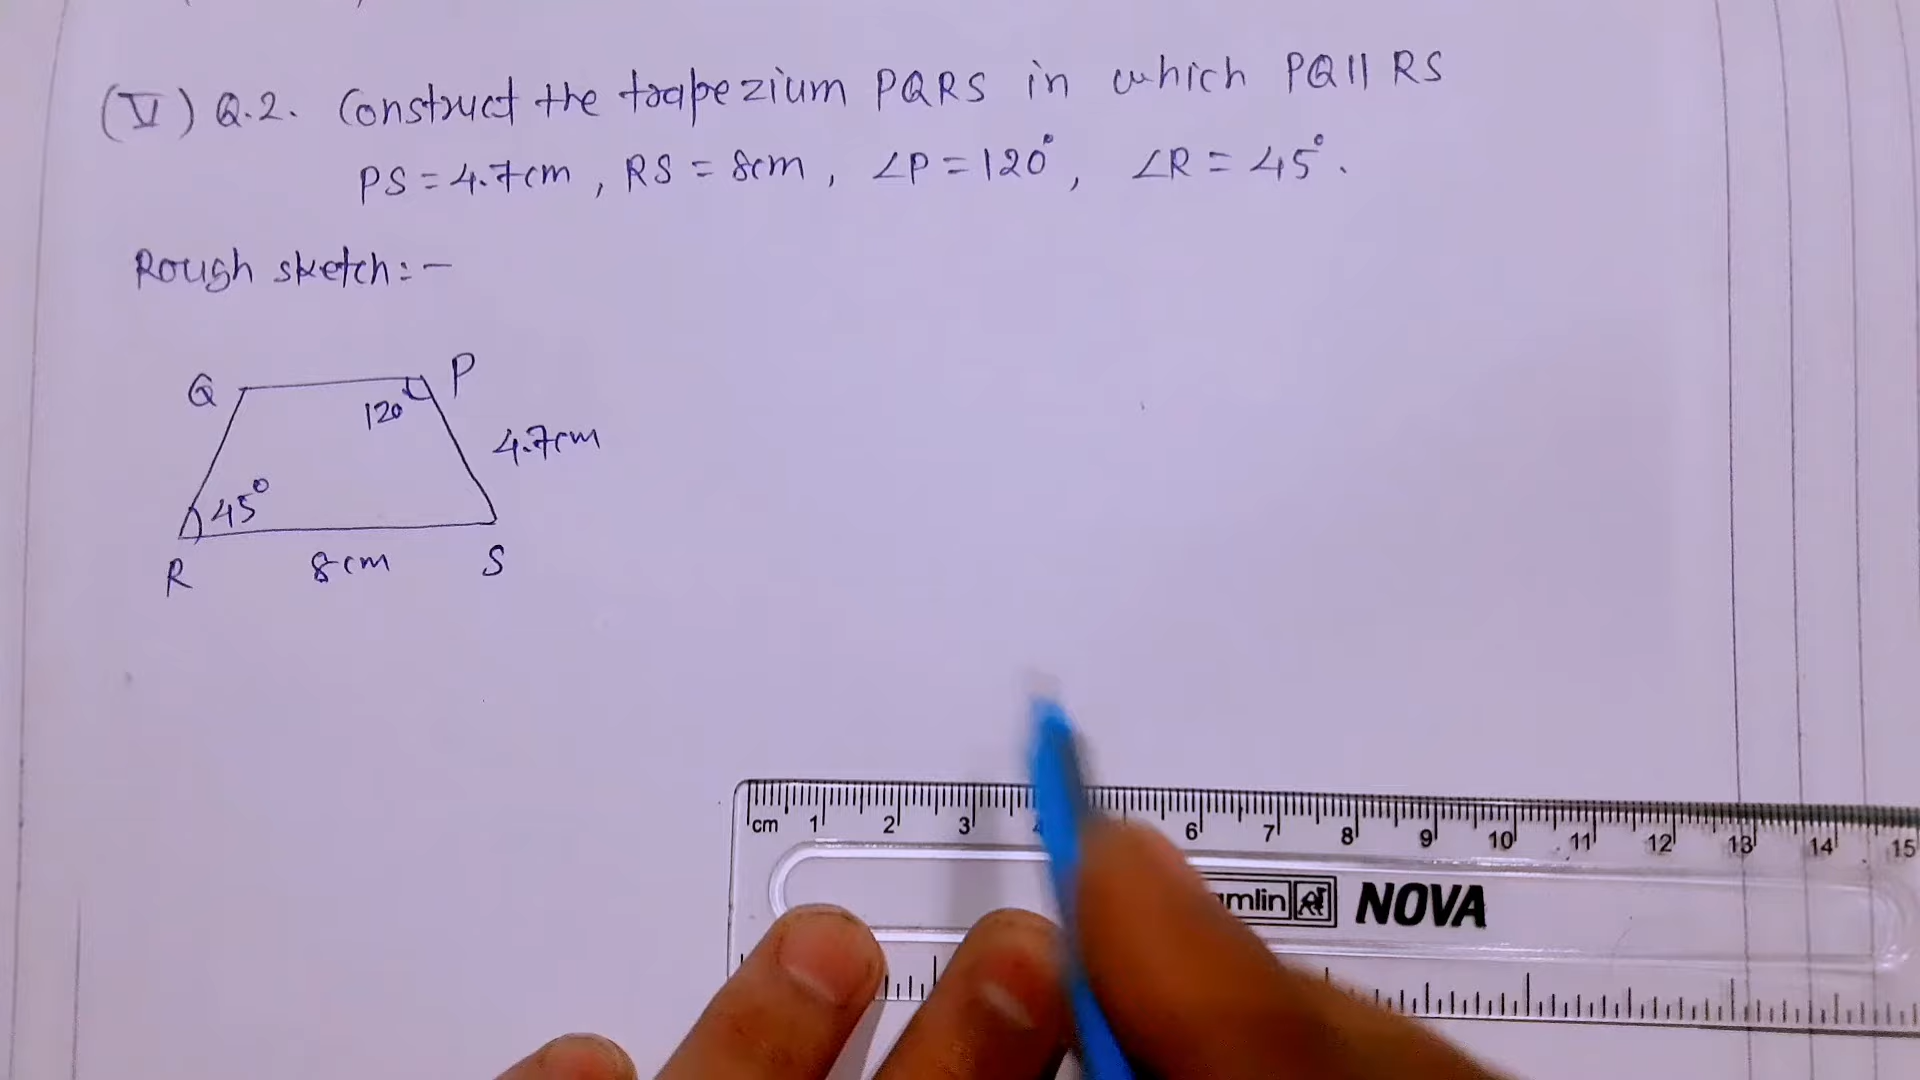 (V) Q.2. Construct the trapezium PQRS in which PQ || RS
PS = 4.7cm, RS = 8cm, ∠P = 120°, ∠R = 45°.
Rough sketch:-
Q P
120
4.7cm
45°
R 8cm S
cm 1 2 3 4 6 7 8 9 10 11 12 13 14 15
mlin NOVA